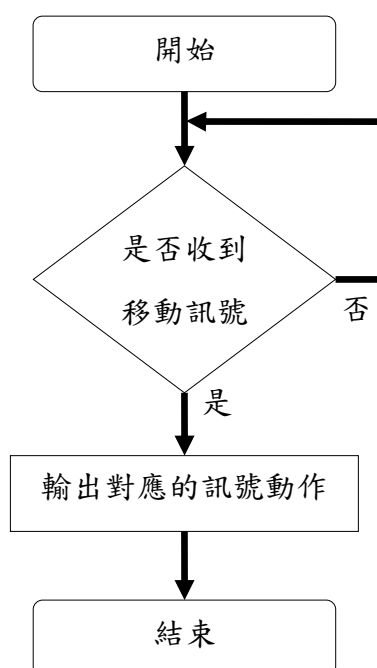 開始
是否收到
移動訊號
否
是
輸出對應的訊號動作
結束